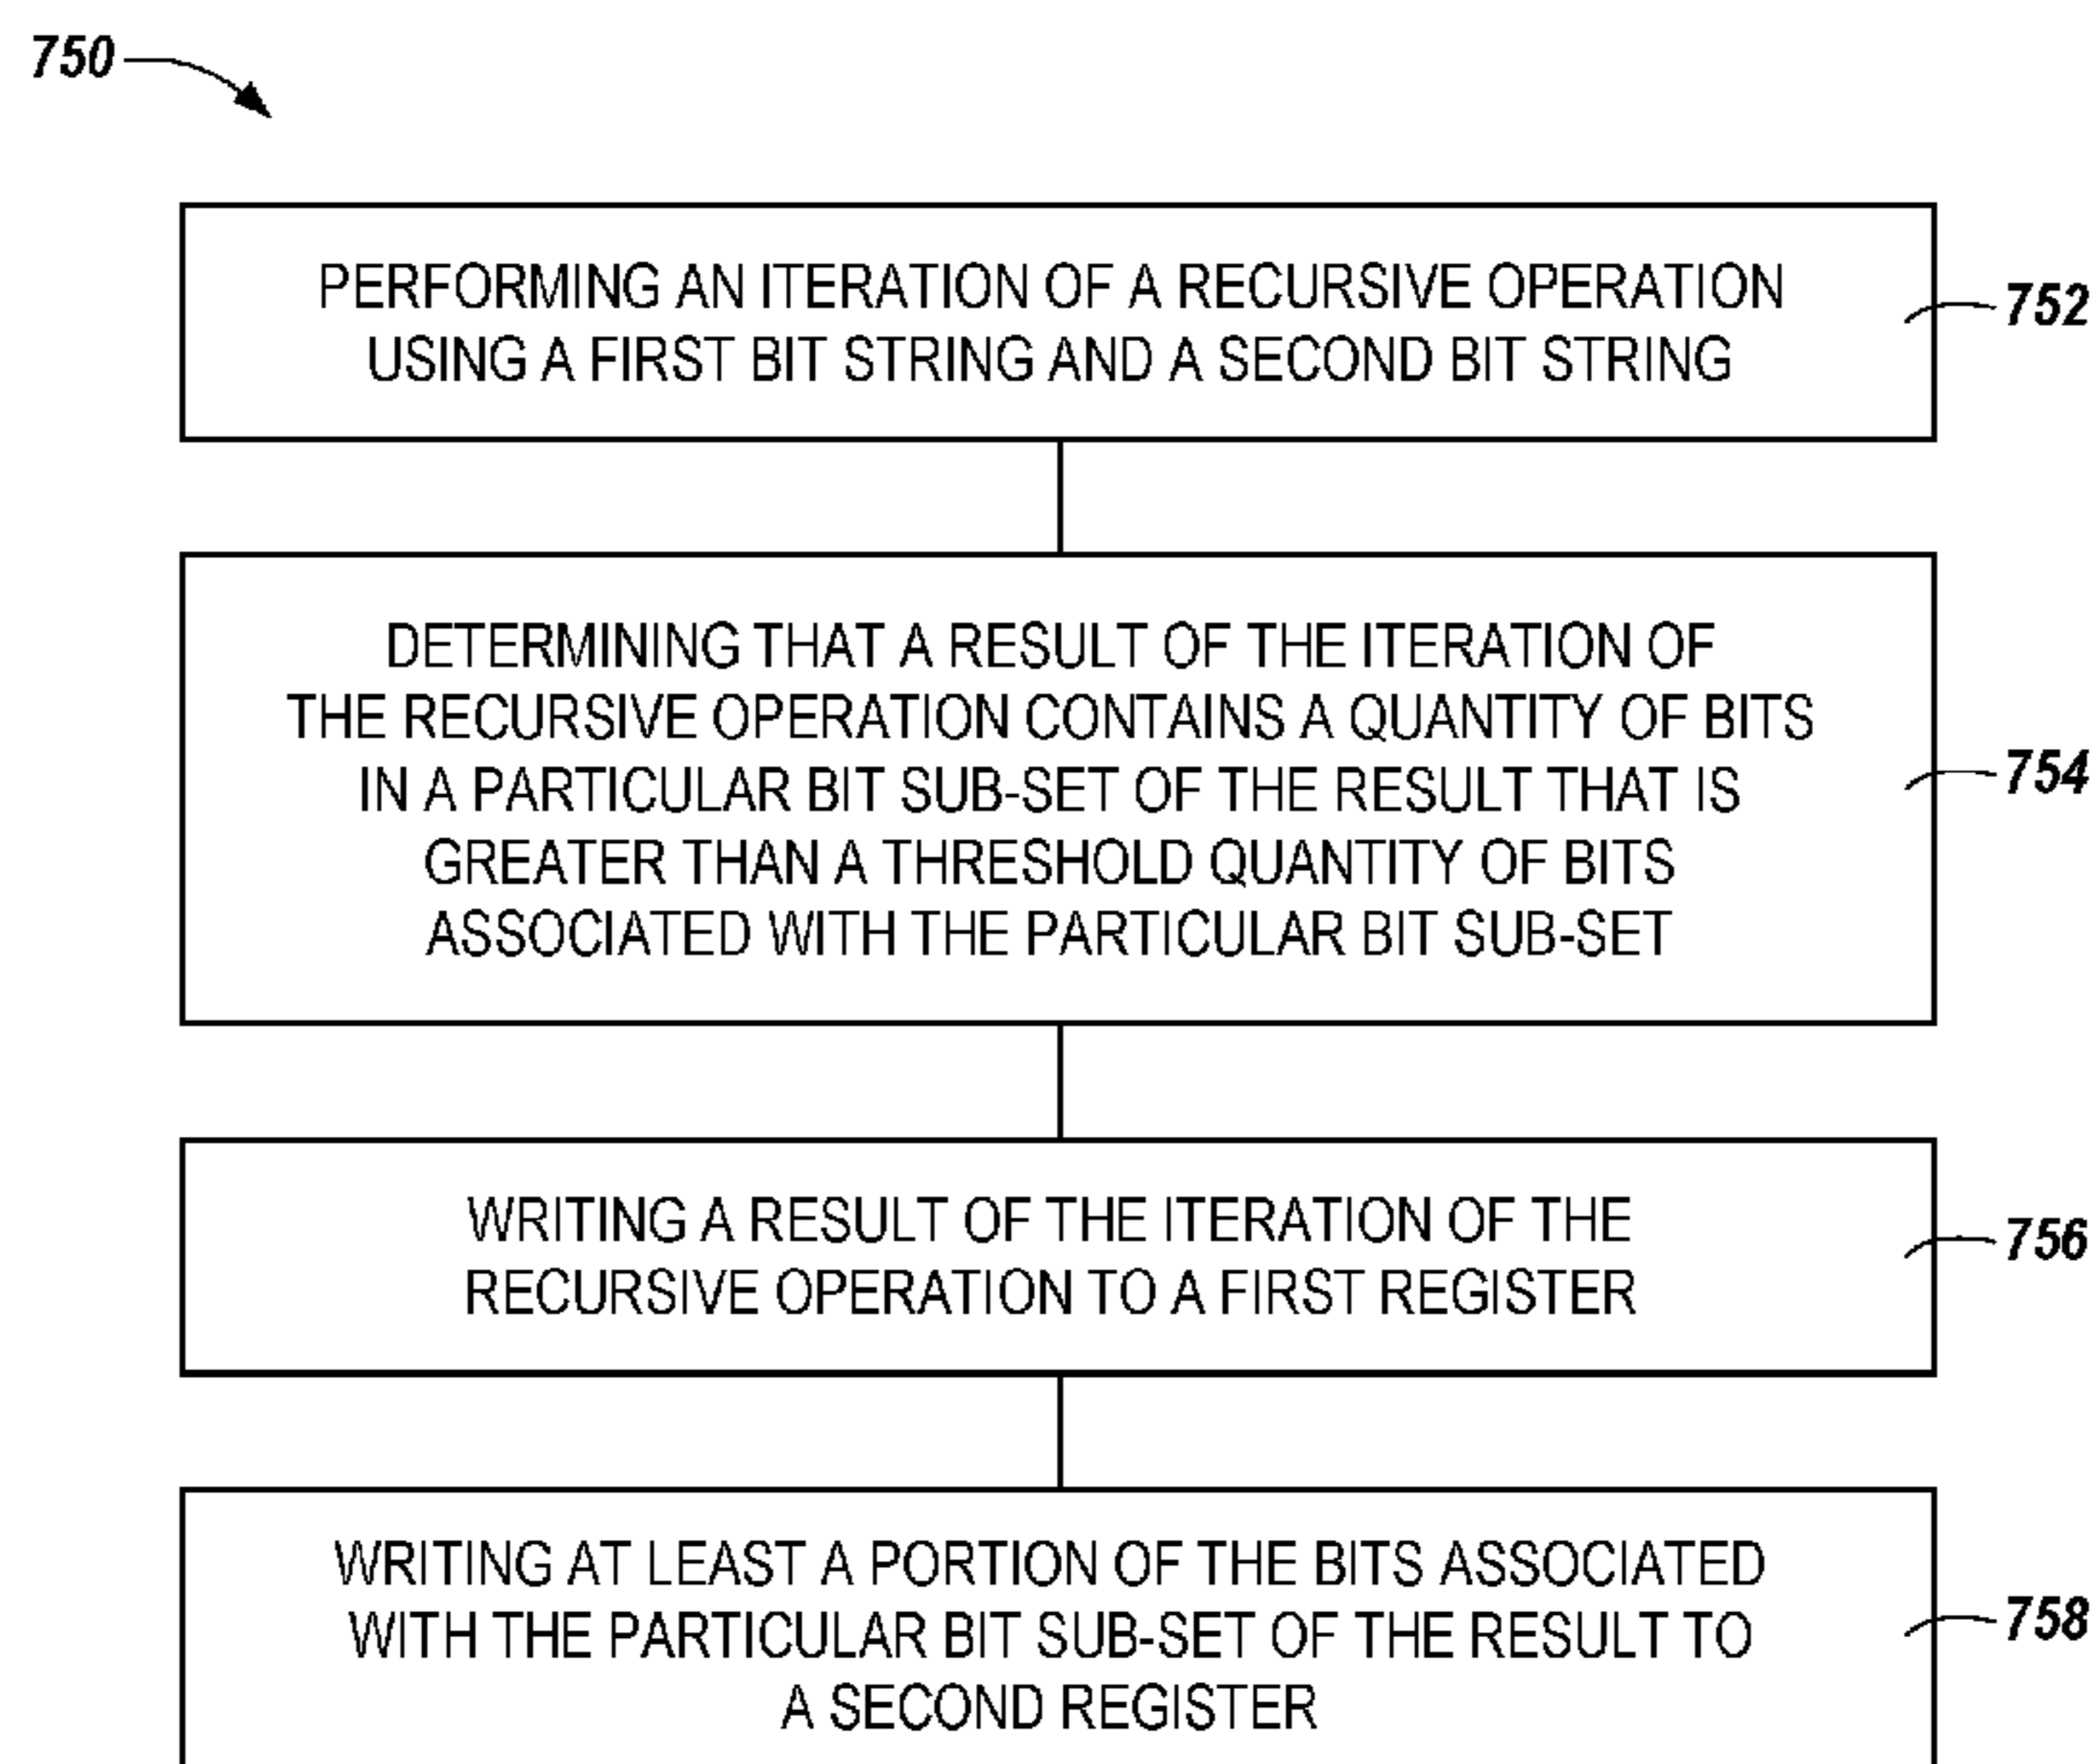 750
PERFORMING AN ITERATION OF A RECURSIVE OPERATION
USING A FIRST BIT STRING AND A SECOND BIT STRING
752
DETERMINING THAT A RESULT OF THE ITERATION OF
THE RECURSIVE OPERATION CONTAINS A QUANTITY OF BITS
IN A PARTICULAR BIT SUB-SET OF THE RESULT THAT IS
GREATER THAN A THRESHOLD QUANTITY OF BITS
ASSOCIATED WITH THE PARTICULAR BIT SUB-SET
754
WRITING A RESULT OF THE ITERATION OF THE
RECURSIVE OPERATION TO A FIRST REGISTER
756
WRITING AT LEAST A PORTION OF THE BITS ASSOCIATED
WITH THE PARTICULAR BIT SUB-SET OF THE RESULT TO
A SECOND REGISTER
758